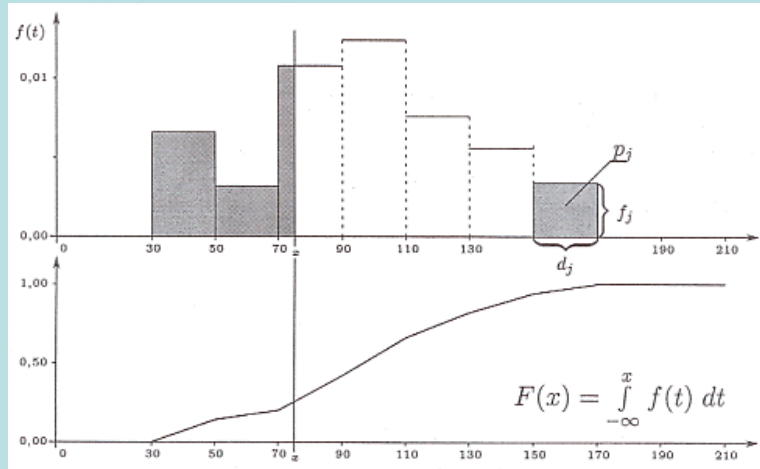 f(t)
0,01
p_j
f_j
0,00
0 30 50 70 x 90 110 130 190 210
d_j
1,00
0,50
F(x) = ∫_{-∞}^{x} f(t) dt
0,00
0 30 50 70 x 90 110 130 150 170 190 210